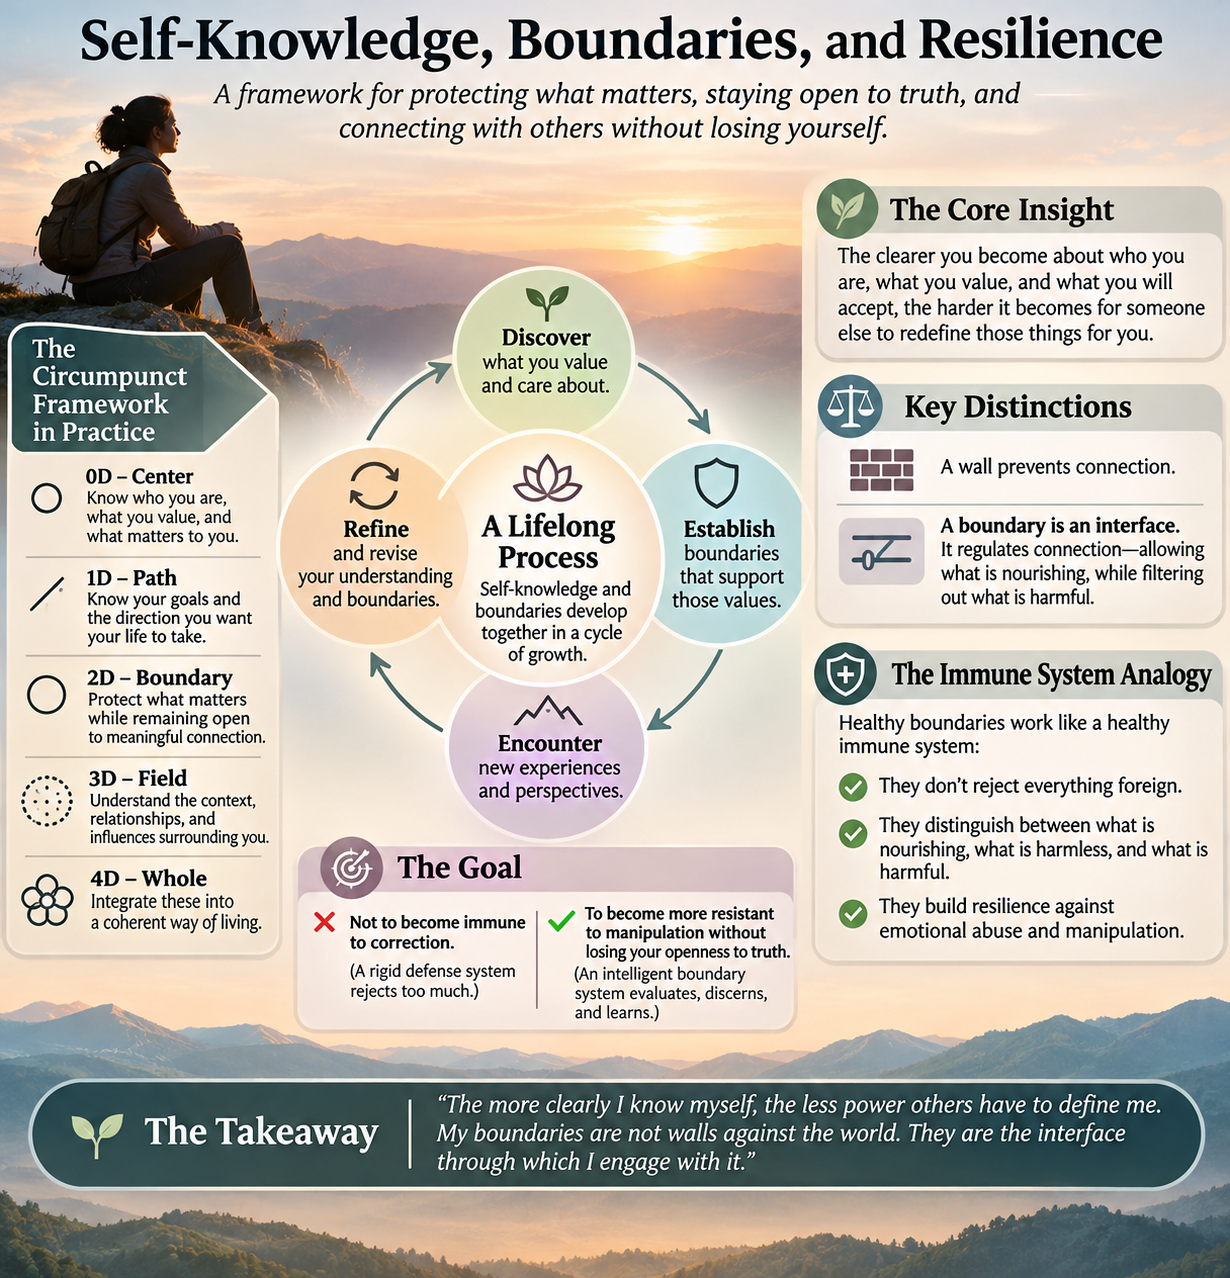 Self-Knowledge, Boundaries, and Resilience
A framework for protecting what matters, staying open to truth, and
connecting with others without losing yourself.
The
Circumpunct
Framework
in Practice
0D – Center
Know who you are,
what you value, and
what matters to you.
1D – Path
Know your goals and
the direction you want
your life to take.
2D – Boundary
Protect what matters
while remaining open
to meaningful connection.
3D – Field
Understand the context,
relationships, and
influences surrounding you.
4D – Whole
Integrate these into
a coherent way of living.
Discover
what you value
and care about.
Establish
boundaries
that support
those values.
Encounter
new experiences
and perspectives.
Refine
and revise
your understanding
and boundaries.
A Lifelong
Process
Self-knowledge and
boundaries develop
together in a cycle
of growth.
The Goal
Not to become immune
to correction.
(A rigid defense system
rejects too much.)
To become more resistant
to manipulation without
losing your openness to truth.
(An intelligent boundary
system evaluates, discerns,
and learns.)
The Core Insight
The clearer you become about who you
are, what you value, and what you will
accept, the harder it becomes for someone
else to redefine those things for you.
Key Distinctions
A wall prevents connection.
A boundary is an interface.
It regulates connection—allowing
what is nourishing, while filtering
out what is harmful.
The Immune System Analogy
Healthy boundaries work like a healthy
immune system:
They don't reject everything foreign.
They distinguish between what is
nourishing, what is harmless, and what is
harmful.
They build resilience against
emotional abuse and manipulation.
The Takeaway
“The more clearly I know myself, the less power others have to define me.
My boundaries are not walls against the world. They are the interface
through which I engage with it.”